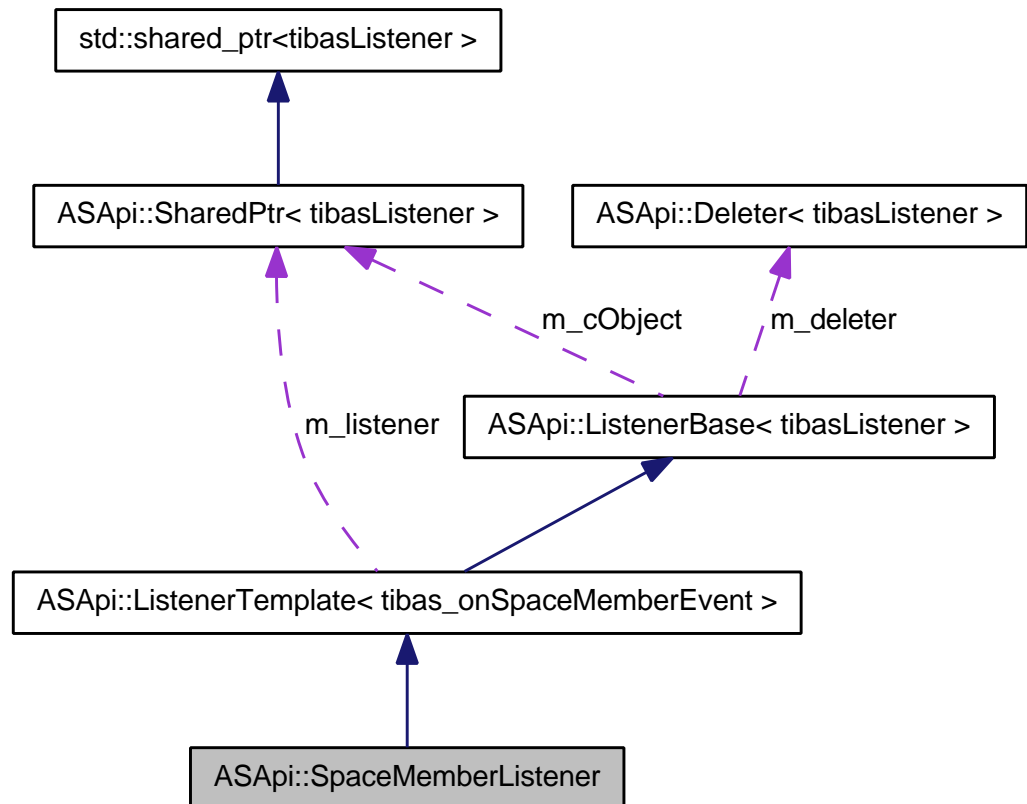 std::shared_ptr<tibasListener >
ASApi::SharedPtr< tibasListener >
ASApi::Deleter< tibasListener >
m_cObject
m_deleter
m_listener
ASApi::ListenerBase< tibasListener >
ASApi::ListenerTemplate< tibas_onSpaceMemberEvent >
ASApi::SpaceMemberListener